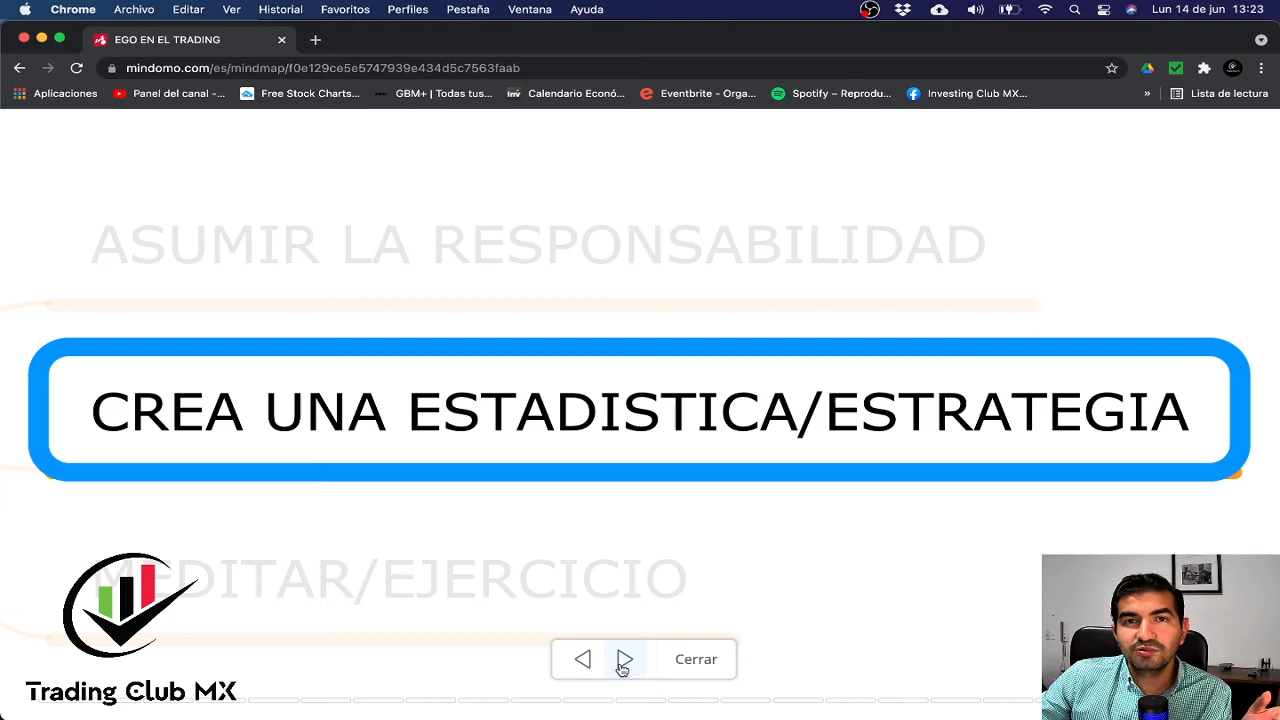 Chrome Archivo Editar Ver Historial Favoritos Perfiles Pestaña Ventana Ayuda Lun 14 de jun 13:23
EGO EN EL TRADING
mindomo.com/es/mindmap/f0e129ce5e5747939e434d5c7563faab
Aplicaciones Panel del canal -... Free Stock Charts... GBM+ | Todas tus... Calendario Econó... Eventbrite - Orga... Spotify – Reprodu... Investing Club MX... » Lista de lectura
ASUMIR LA RESPONSABILIDAD
CREA UNA ESTADISTICA/ESTRATEGIA
MEDITAR/EJERCICIO
Cerrar
Trading Club MX